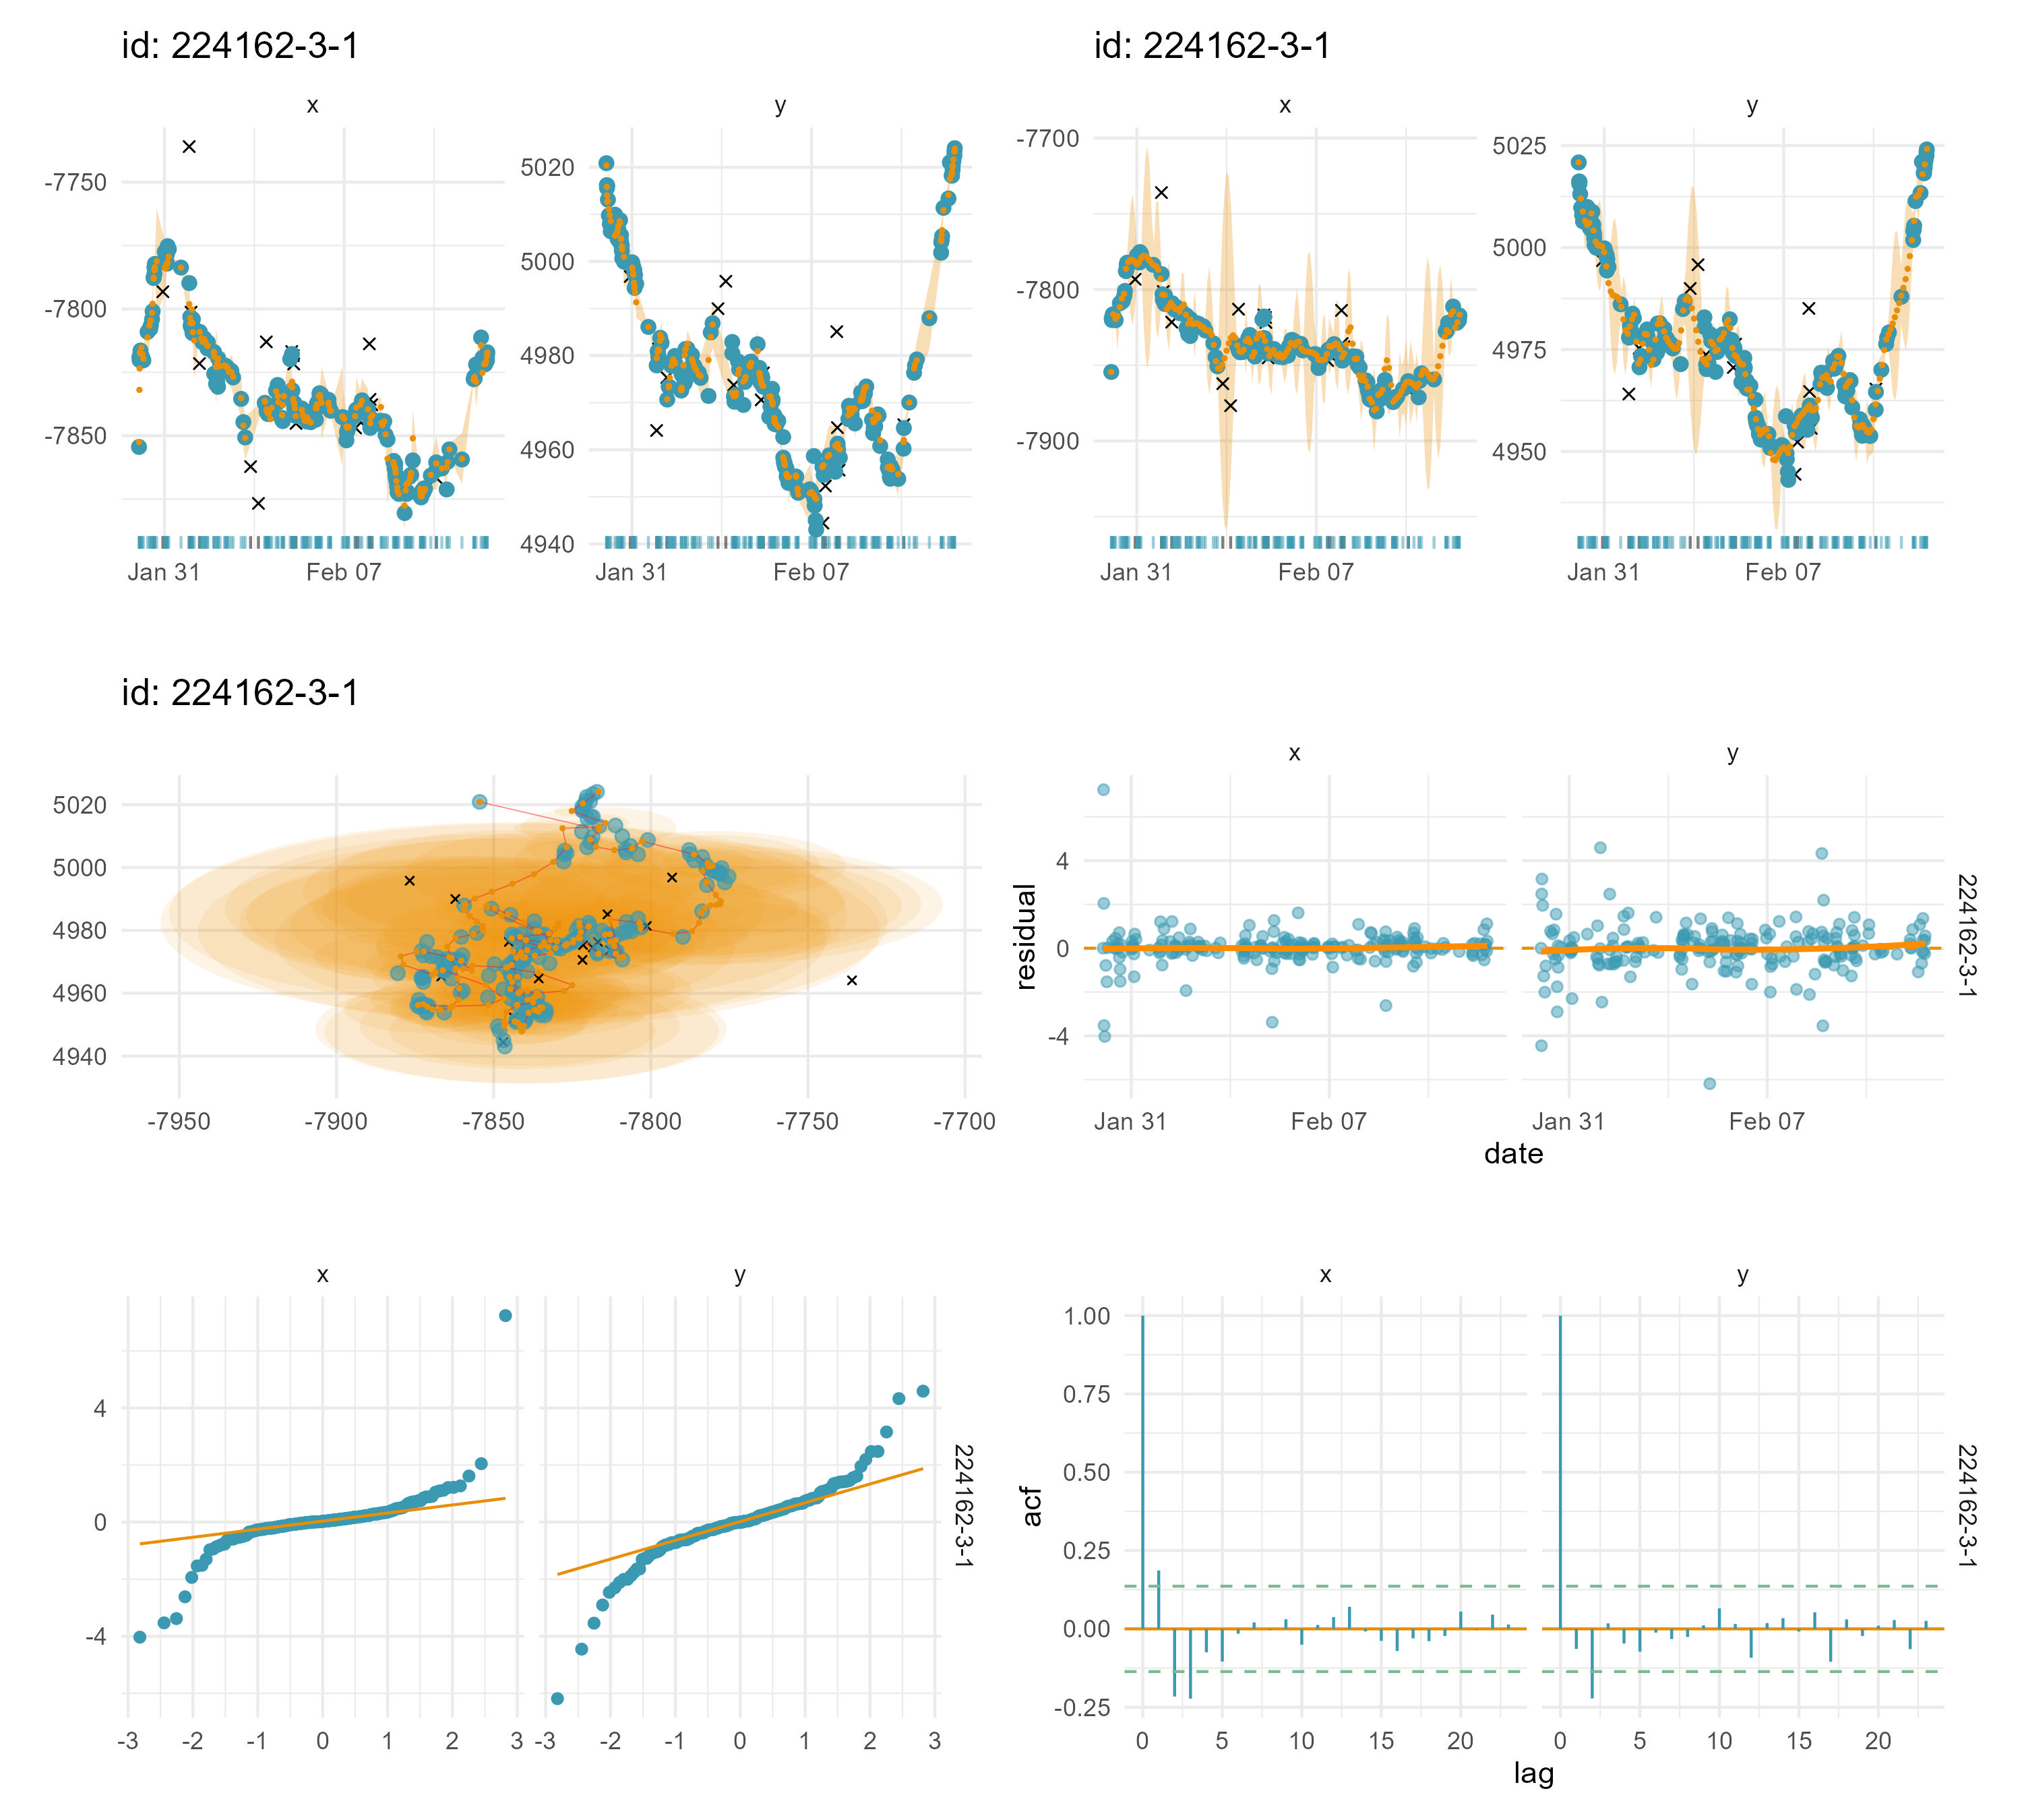 id: 224162-3-1
id: 224162-3-1
x
y
x
y
-7750
-7800
-7850
5020
5000
4980
4960
4940
-7700
-7800
-7900
5025
5000
4975
4950
Jan 31
Feb 07
Jan 31
Feb 07
Jan 31
Feb 07
Jan 31
Feb 07
id: 224162-3-1
x
y
5020
5000
4980
4960
4940
-7950
-7900
-7850
-7800
-7750
-7700
residual
4
0
-4
224162-3-1
Jan 31
Feb 07
Jan 31
Feb 07
date
x
y
x
y
4
0
-4
224162-3-1
-3
-2
-1
0
1
2
3
-3
-2
-1
0
1
2
3
acf
1.00
0.75
0.50
0.25
0.00
-0.25
224162-3-1
0
5
10
15
20
0
5
10
15
20
lag